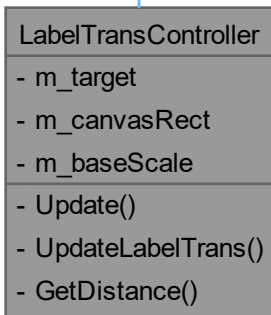 LabelTransController
- m_target
- m_canvasRect
- m_baseScale
- Update()
- UpdateLabelTrans()
- GetDistance()